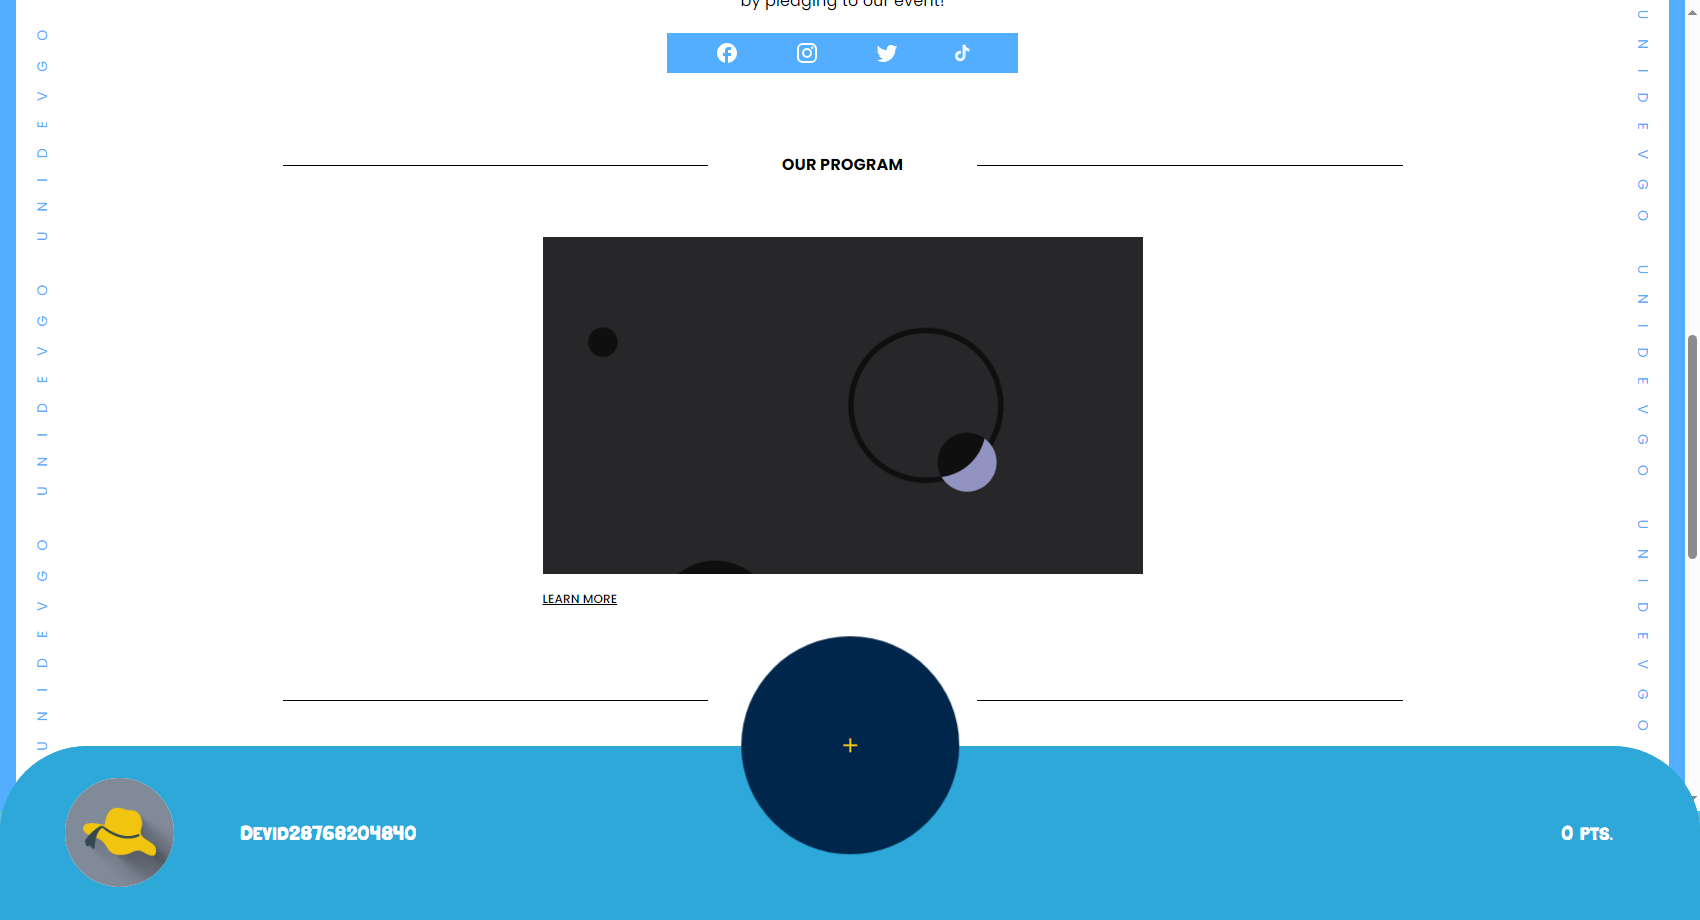 by pledging to our event!
OUR PROGRAM
LEARN MORE
+
Devid28768204840
0 pts.
UNIDEVGO UNIDEVGO UNIDEVGO
UNIDEVGO UNIDEVGO UNIDEVGO